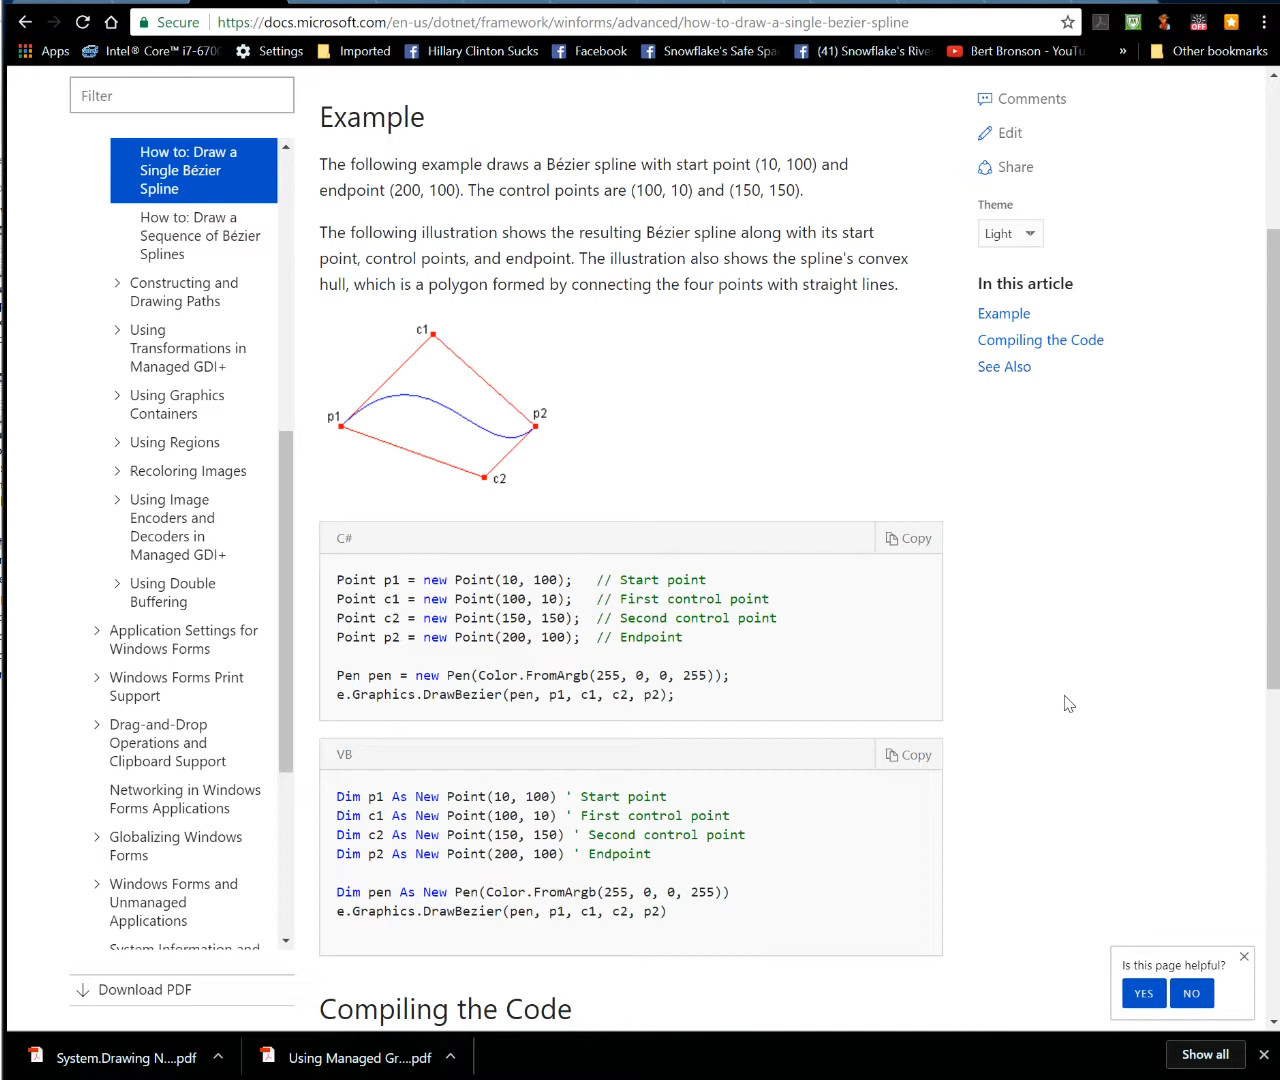 Secure
https://docs.microsoft.com/en-us/dotnet/framework/winforms/advanced/how-to-draw-a-single-bezier-spline
OFF
Apps
Intel® Core™ i7-670
Settings
Imported
Hillary Clinton Sucks
Facebook
Snowflake's Safe Spa
(41) Snowflake's Rive
Bert Bronson - YouTu
»
Other bookmarks
Filter
How to: Draw a
Single Bézier
Spline
How to: Draw a
Sequence of Bézier
Splines
Constructing and
Drawing Paths
Using
Transformations in
Managed GDI+
Using Graphics
Containers
Using Regions
Recoloring Images
Using Image
Encoders and
Decoders in
Managed GDI+
Using Double
Buffering
Application Settings for
Windows Forms
Windows Forms Print
Support
Drag-and-Drop
Operations and
Clipboard Support
Networking in Windows
Forms Applications
Globalizing Windows
Forms
Windows Forms and
Unmanaged
Applications
System Information and
Download PDF
Example
The following example draws a Bézier spline with start point (10, 100) and
endpoint (200, 100). The control points are (100, 10) and (150, 150).
The following illustration shows the resulting Bézier spline along with its start
point, control points, and endpoint. The illustration also shows the spline's convex
hull, which is a polygon formed by connecting the four points with straight lines.
c1
p1
p2
c2
C#
Copy
Point p1 = new Point(10, 100);   // Start point
Point c1 = new Point(100, 10);   // First control point
Point c2 = new Point(150, 150);  // Second control point
Point p2 = new Point(200, 100);  // Endpoint
Pen pen = new Pen(Color.FromArgb(255, 0, 0, 255));
e.Graphics.DrawBezier(pen, p1, c1, c2, p2);
VB
Copy
Dim p1 As New Point(10, 100) ' Start point
Dim c1 As New Point(100, 10) ' First control point
Dim c2 As New Point(150, 150) ' Second control point
Dim p2 As New Point(200, 100) ' Endpoint
Dim pen As New Pen(Color.FromArgb(255, 0, 0, 255))
e.Graphics.DrawBezier(pen, p1, c1, c2, p2)
Compiling the Code
Comments
Edit
Share
Theme
Light
In this article
Example
Compiling the Code
See Also
Is this page helpful?
YES
NO
System.Drawing N....pdf
Using Managed Gr....pdf
Show all